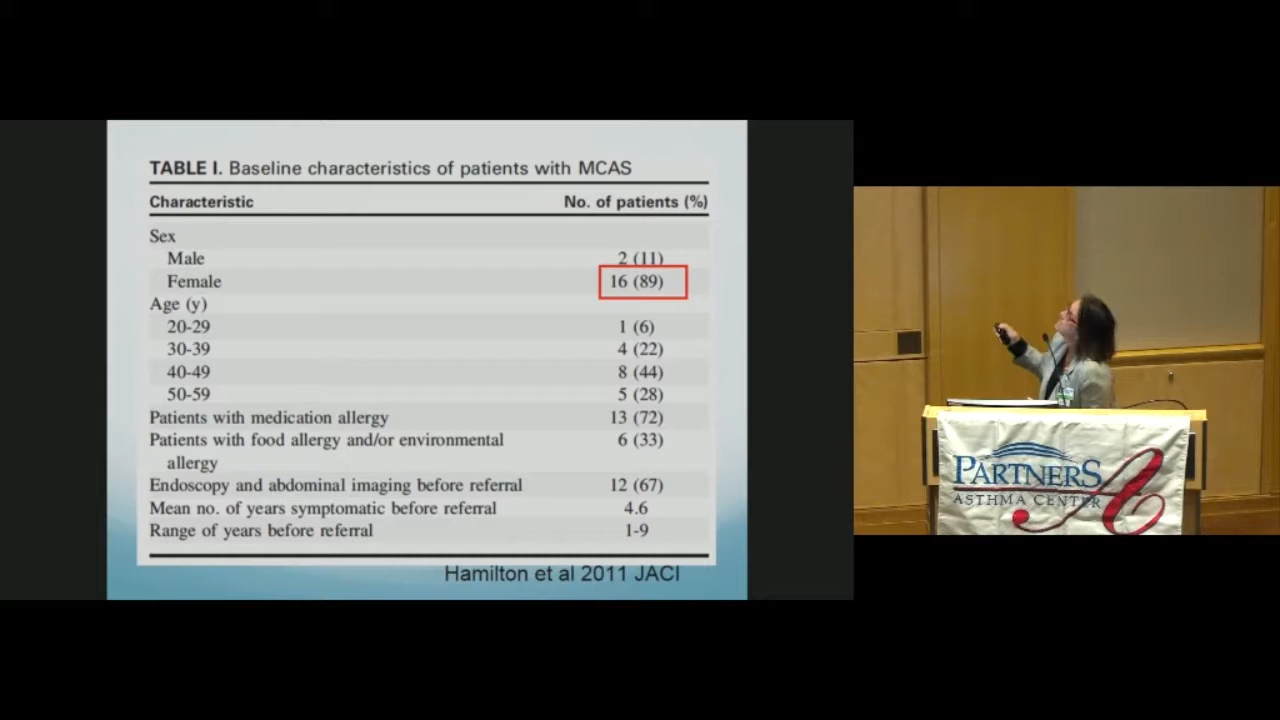 TABLE I. Baseline characteristics of patients with MCAS
Characteristic No. of patients (%)
Sex
Male 2 (11)
Female 16 (89)
Age (y)
20-29 1 (6)
30-39 4 (22)
40-49 8 (44)
50-59 5 (28)
Patients with medication allergy 13 (72)
Patients with food allergy and/or environmental 6 (33)
allergy
Endoscopy and abdominal imaging before referral 12 (67)
Mean no. of years symptomatic before referral 4.6
Range of years before referral 1-9
Hamilton et al 2011 JACI
PARTNERS
ASTHMA CENTER
A